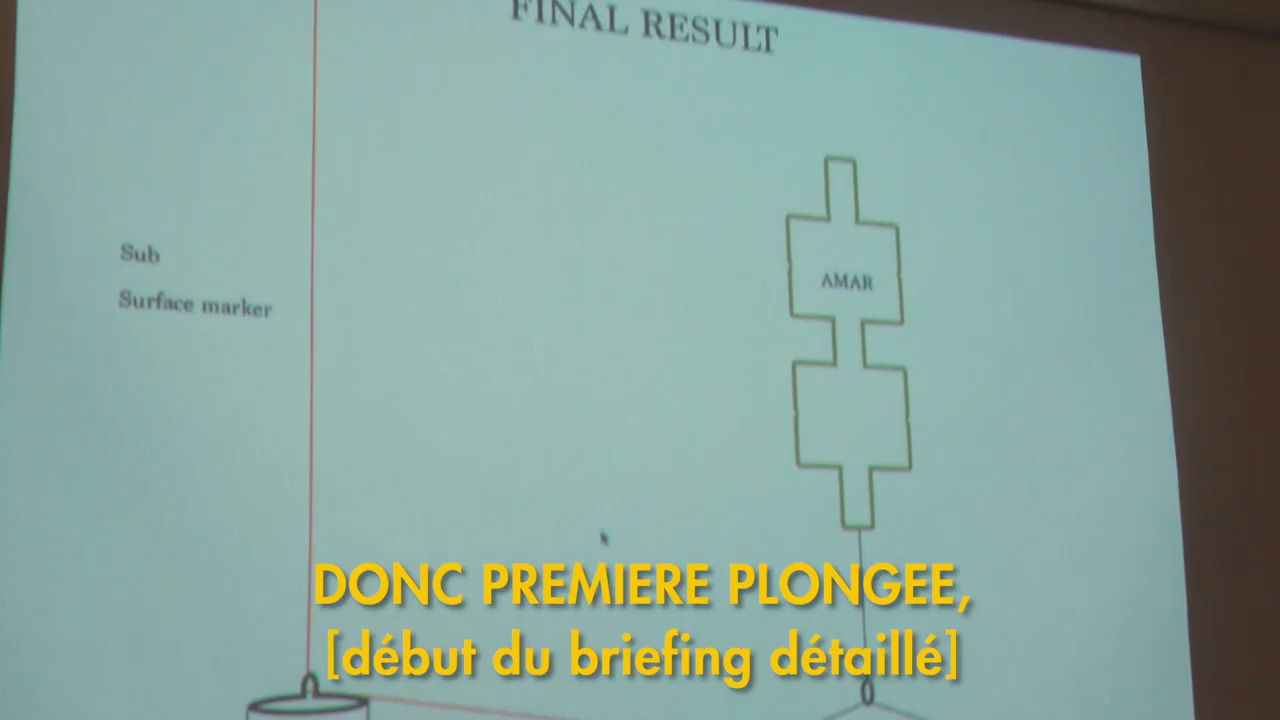 FINAL RESULT
Sub
Surface marker
AMAR
DONC PREMIERE PLONGEE,
[début du briefing détaillé]